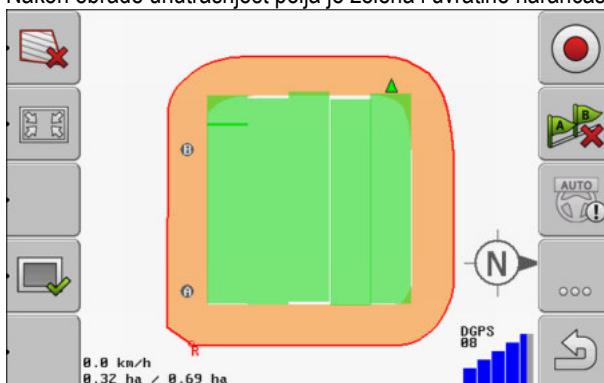 Nakon obrade unutrašnjost polja je zelena i uvratine
B
A
B
AUTO
A
N
DGPS
08
R
0.0 km/h
0.32 ha / 0.69 ha